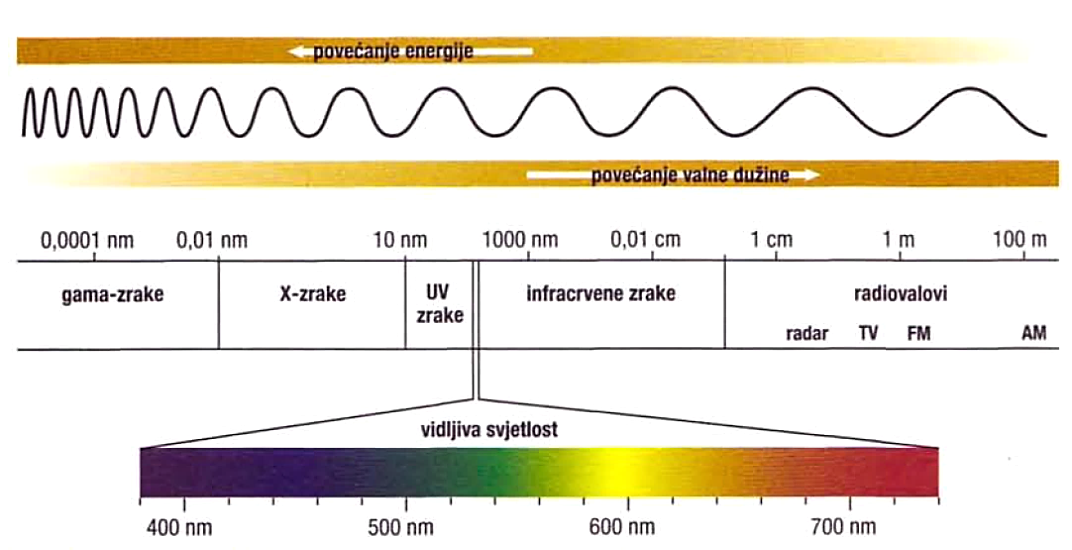 povećanje energije
povećanje valne dužine
0,0001 nm 0,01 nm 10 nm 1000 nm 0,01 cm 1 cm 1 m 100 m
gama-zrake X-zrake UV zrake infracrvene zrake radiovalovi
radar TV FM AM
vidljiva svjetlost
400 nm 500 nm 600 nm 700 nm